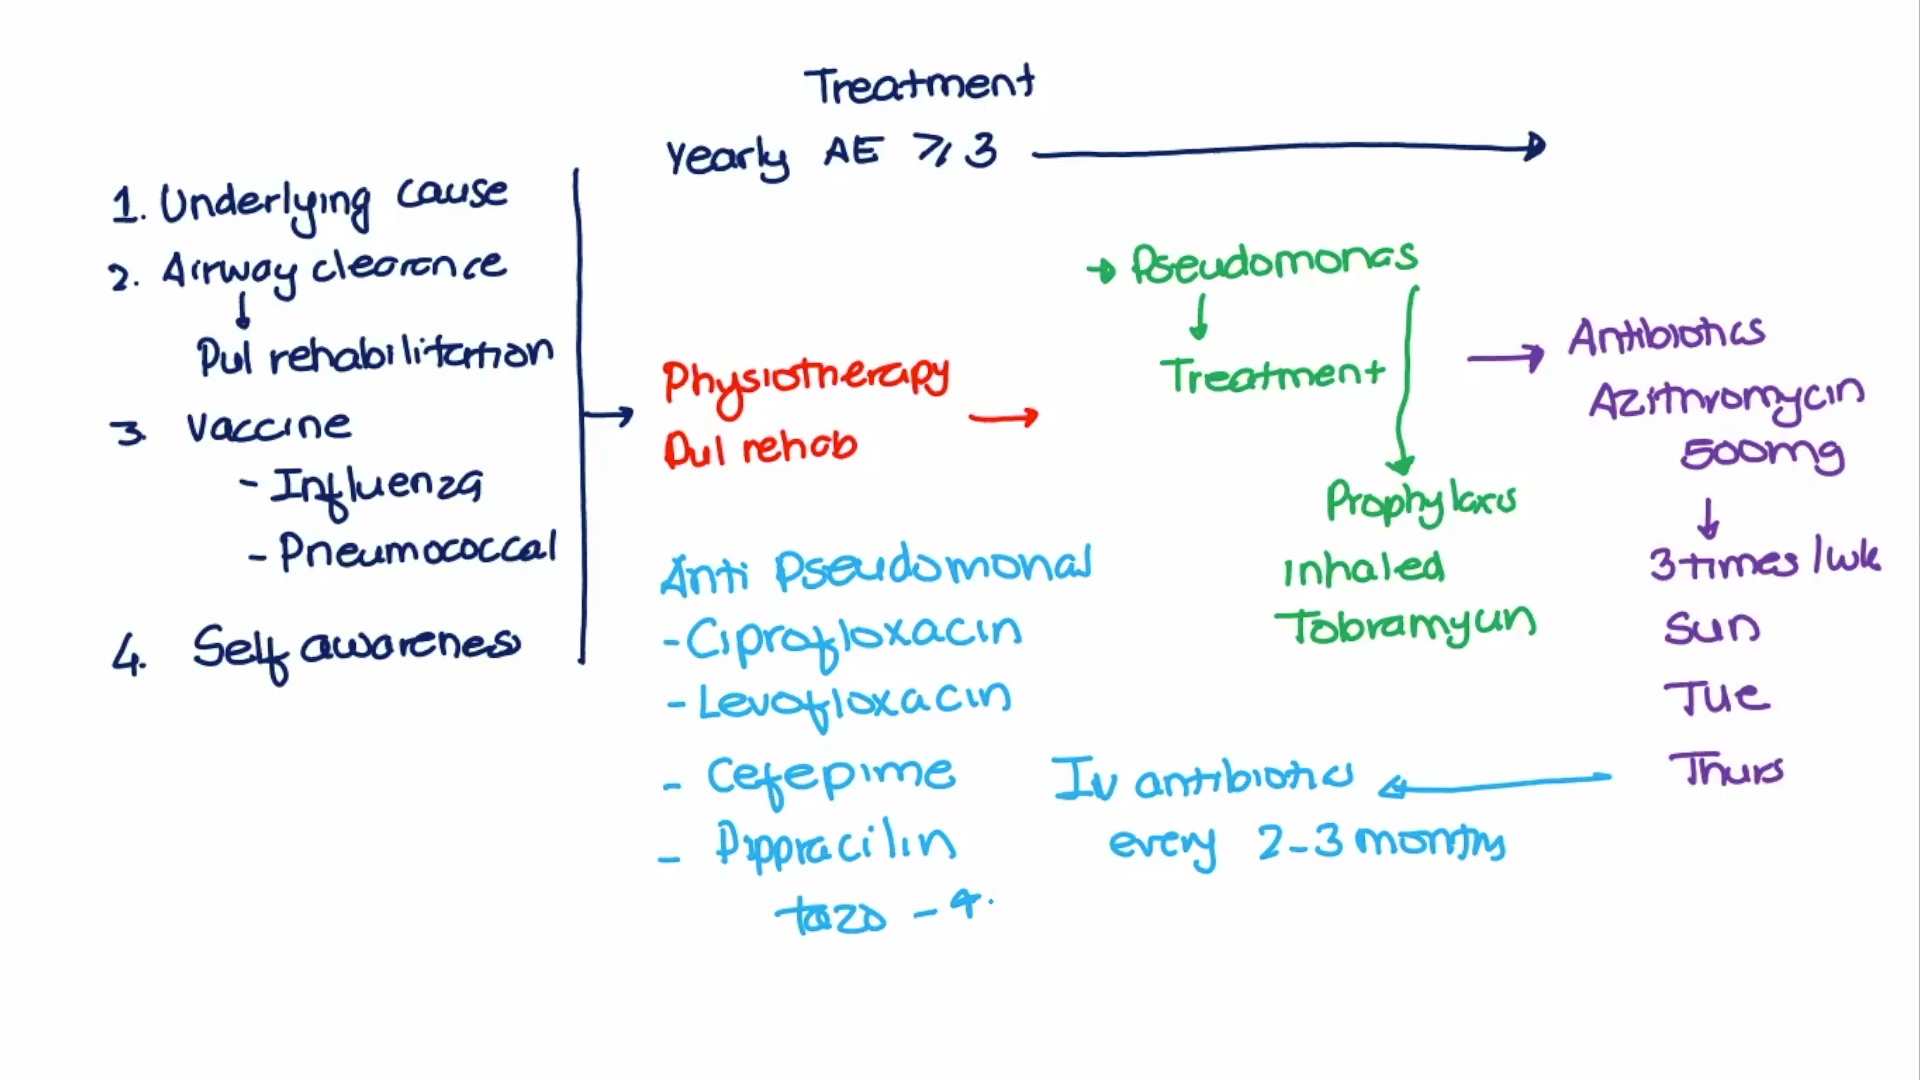 Treatment
Yearly AE ⩾ 3
1. Underlying cause
2. Airway clearance
Pul rehabilitation
3. Vaccine
- Influenza
- Pneumococcal
4. Self awareness
Physiotherapy
Pul rehab
→ Pseudomonas
Treatment
Prophylaxis
inhaled
Tobramycin
Antibiotics
Azithromycin
500mg
3 times /wk
Sun
Tue
Thurs
IV antibiotics
every 2-3 months
Anti Pseudomonal
- Ciprofloxacin
- Levofloxacin
- Cefepime
- Pippracilin
tazo - 4.